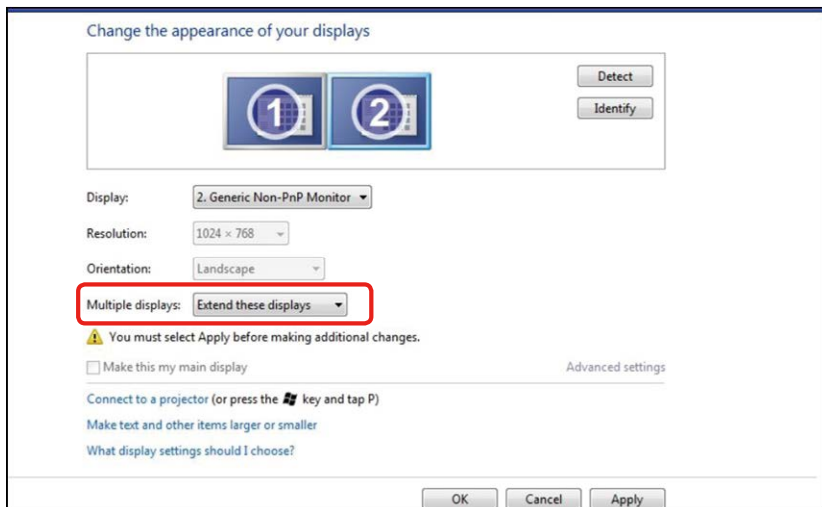 Change the appearance of your displays
1
2
Detect
Identify
Display: 2. Generic Non-PnP Monitor
Resolution: 1024 × 768
Orientation: Landscape
Multiple displays: Extend these displays
You must select Apply before making additional changes.
Make this my main display Advanced settings
Connect to a projector (or press the key and tap P)
Make text and other items larger or smaller
What display settings should I choose?
OK Cancel Apply